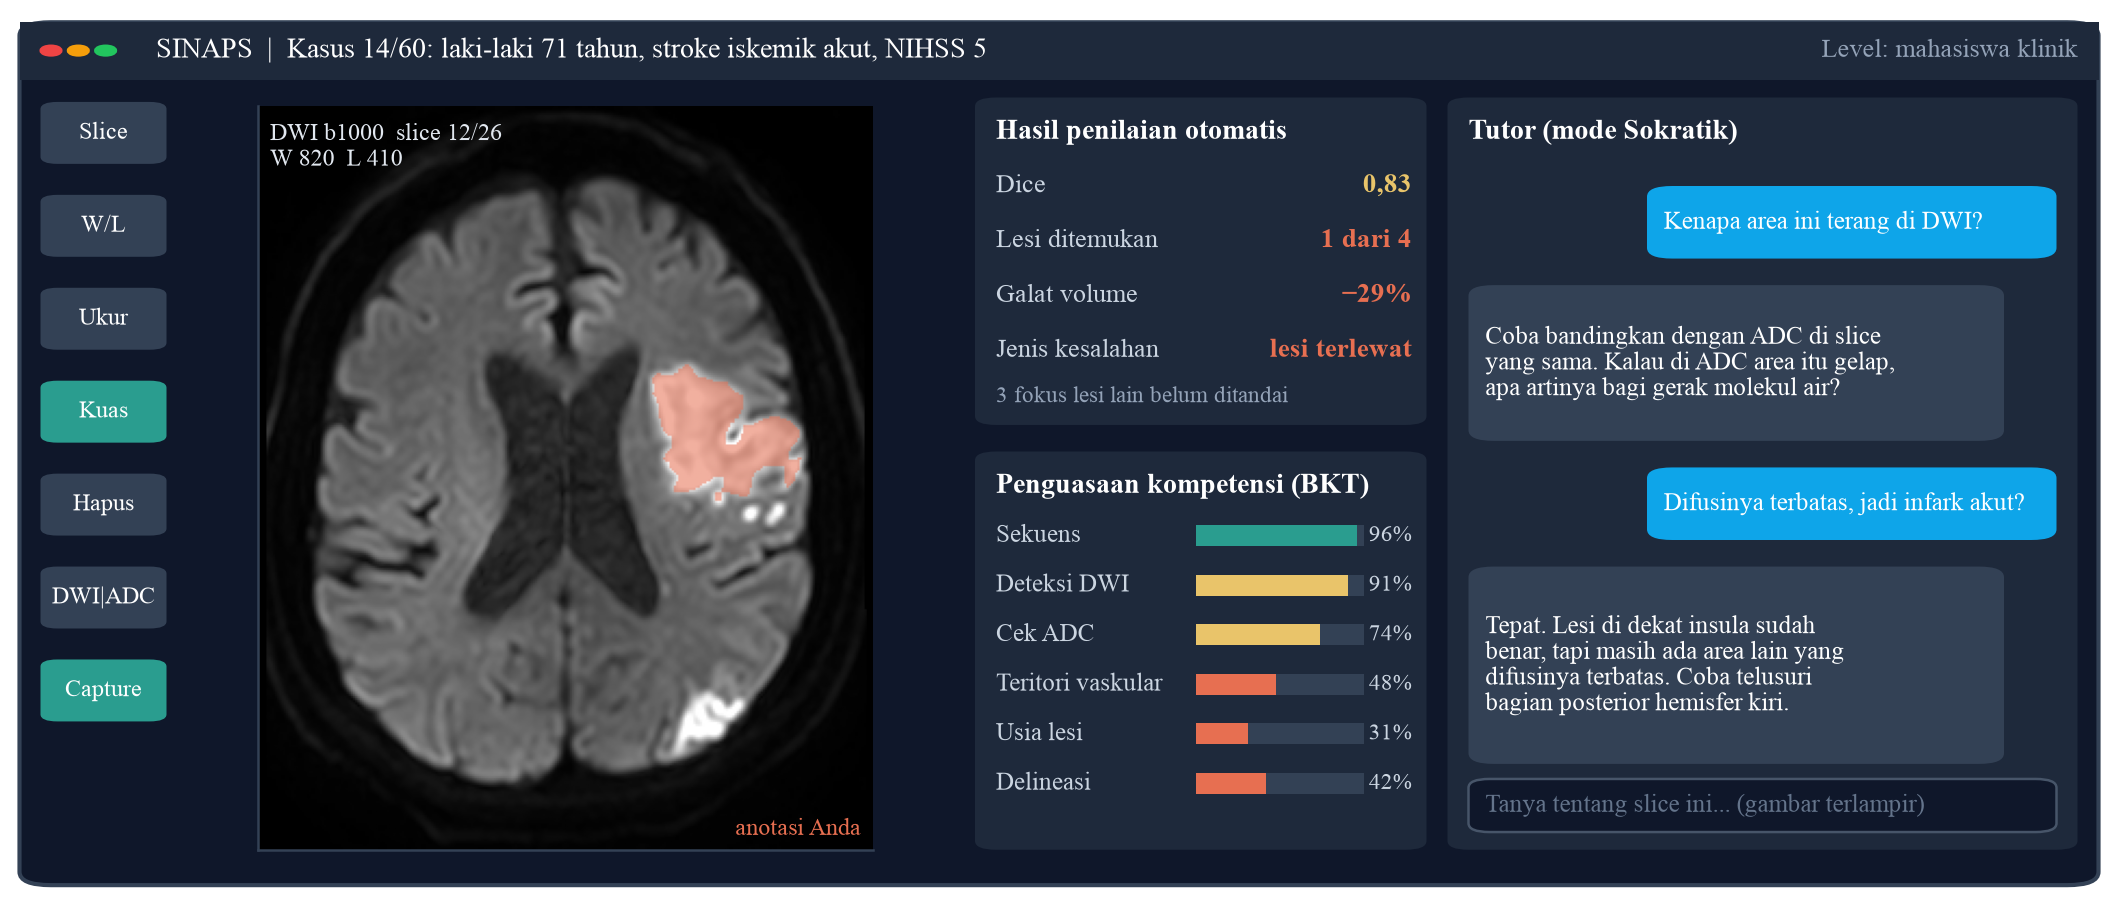 SINAPS | Kasus 14/60: laki-laki 71 tahun, stroke iskemik akut, NIHSS 5
Level: mahasiswa klinik
Slice
W/L
Ukur
Kuas
Hapus
DWI|ADC
Capture
DWI b1000 slice 12/26
W 820 L 410
anotasi Anda
Hasil penilaian otomatis
Dice 0,83
Lesi ditemukan 1 dari 4
Galat volume −29%
Jenis kesalahan lesi terlewat
3 fokus lesi lain belum ditandai
Penguasaan kompetensi (BKT)
Sekuens 96%
Deteksi DWI 91%
Cek ADC 74%
Teritori vaskular 48%
Usia lesi 31%
Delineasi 42%
Tutor (mode Sokratik)
Kenapa area ini terang di DWI?
Coba bandingkan dengan ADC di slice
yang sama. Kalau di ADC area itu gelap,
apa artinya bagi gerak molekul air?
Difusinya terbatas, jadi infark akut?
Tepat. Lesi di dekat insula sudah
benar, tapi masih ada area lain yang
difusinya terbatas. Coba telusuri
bagian posterior hemisfer kiri.
Tanya tentang slice ini... (gambar terlampir)